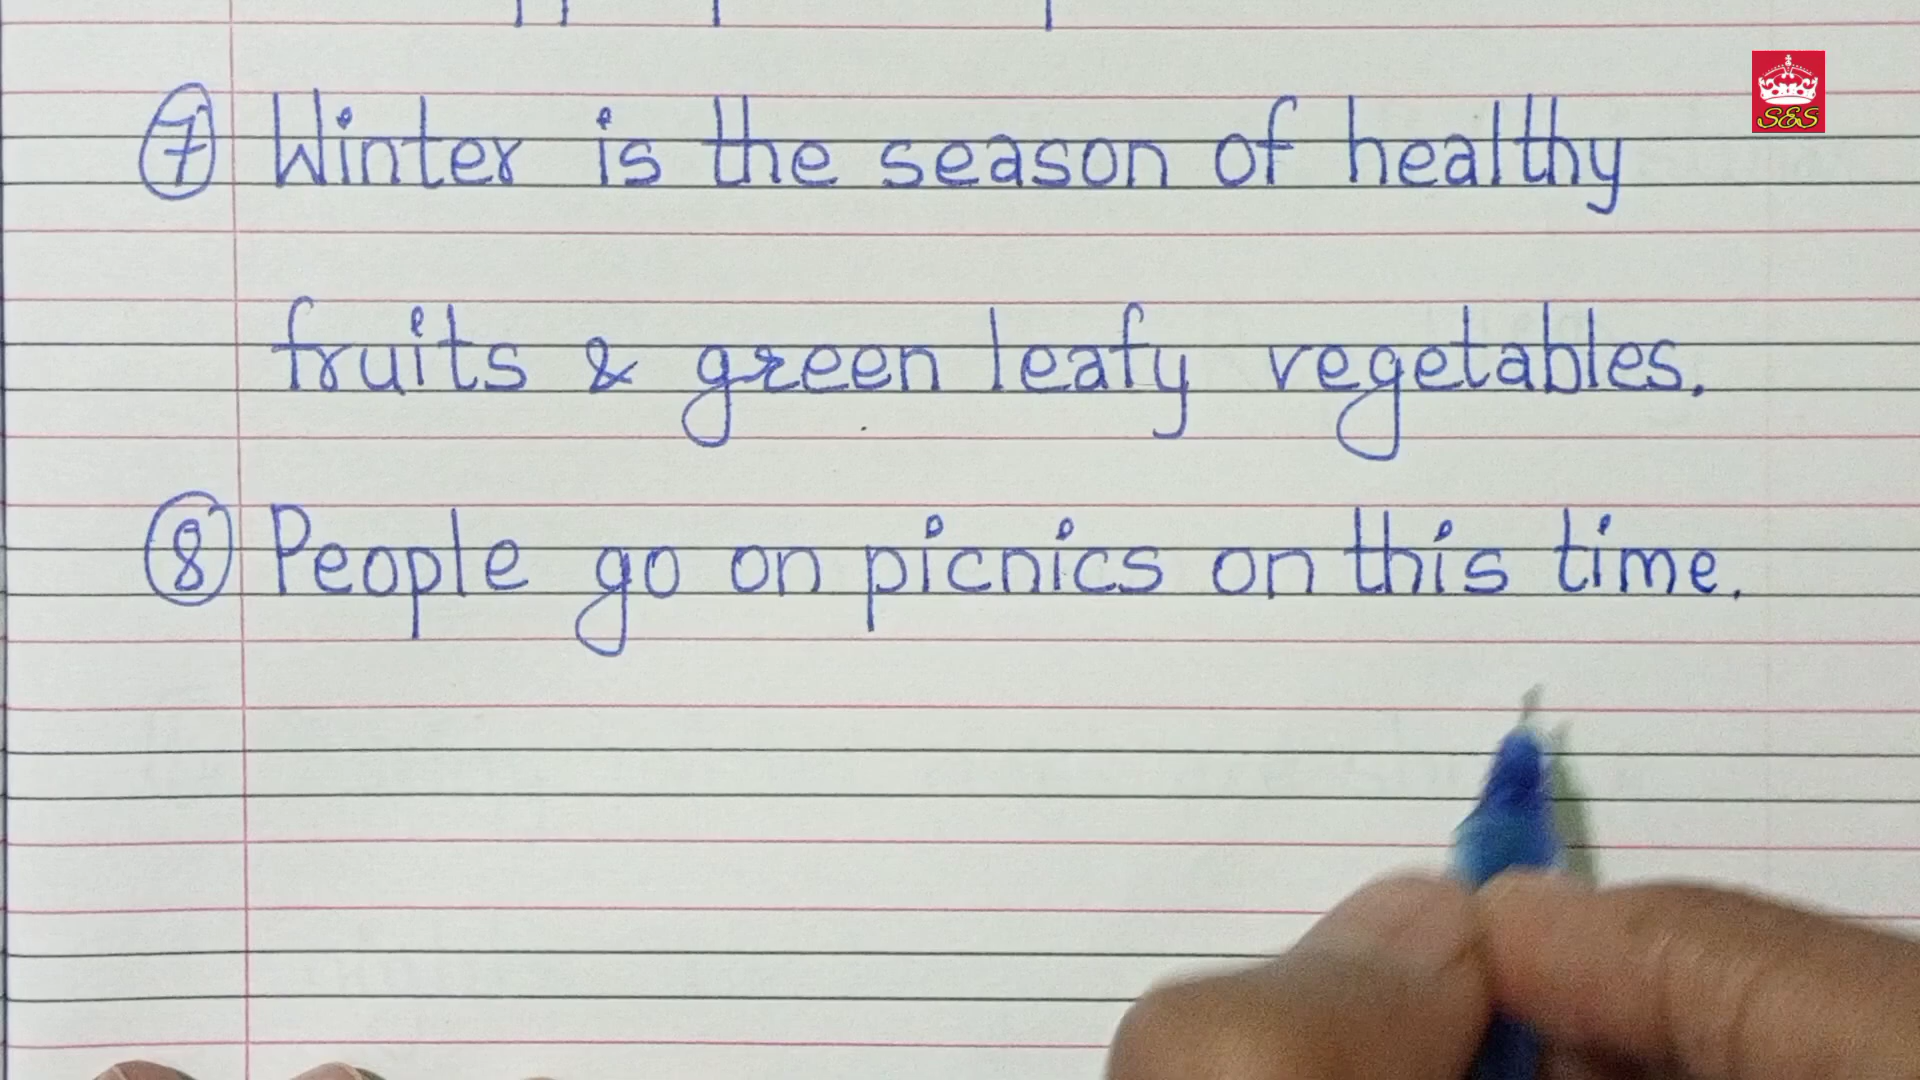 ⑦ Winter is the season of healthy
fruits & green leafy vegetables.
⑧ People go on picnics on this time.
S&S